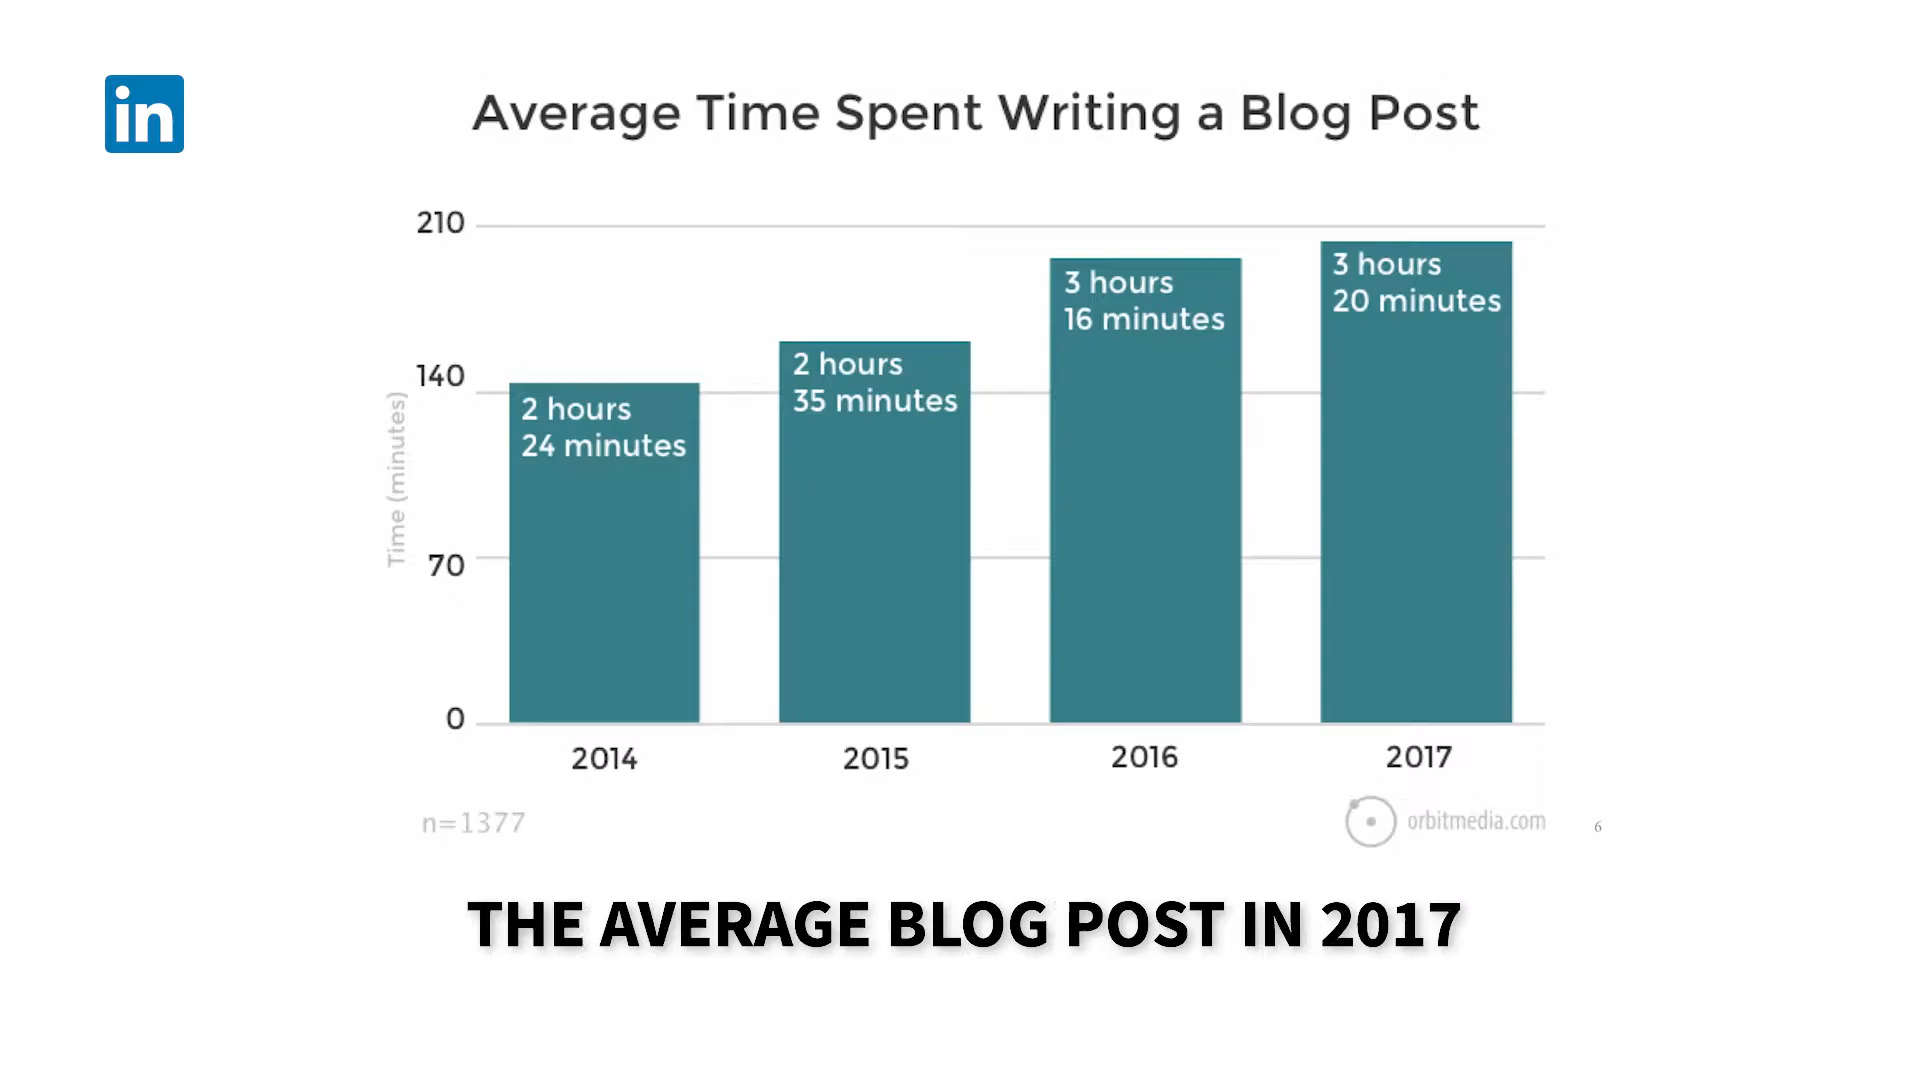 in
Average Time Spent Writing a Blog Post
210
140
70
0
Time (minutes)
2 hours
24 minutes
2 hours
35 minutes
3 hours
16 minutes
3 hours
20 minutes
2014
2015
2016
2017
n=1377
orbitmedia.com
6
THE AVERAGE BLOG POST IN 2017